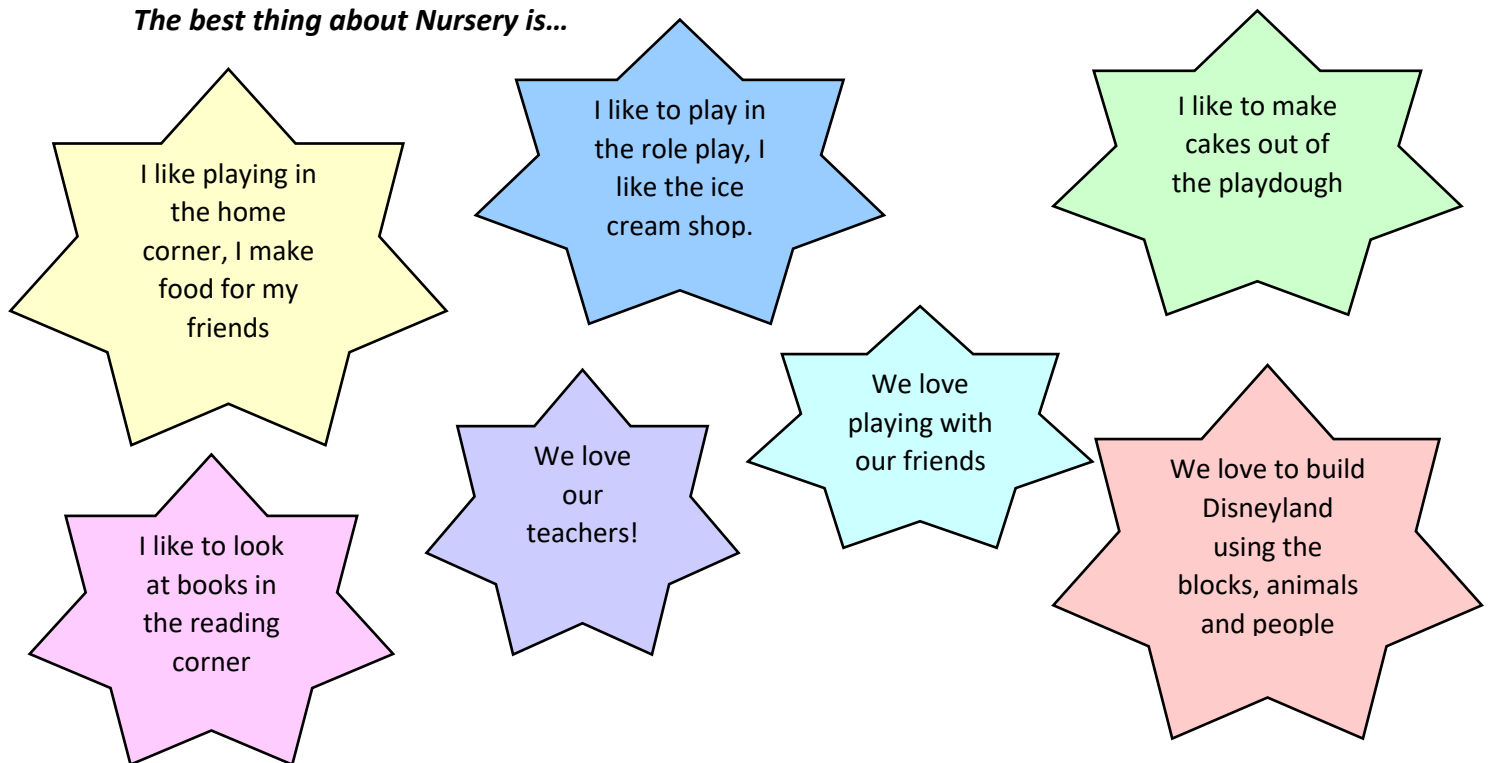 The best thing about Nursery is…
I like playing in
the home
corner, I make
food for my
friends
I like to play in
the role play, I
like the ice
cream shop.
I like to make
cakes out of
the playdough
We love
our
teachers!
We love
playing with
our friends
I like to look
at books in
the reading
corner
We love to build
Disneyland
using the
blocks, animals
and people